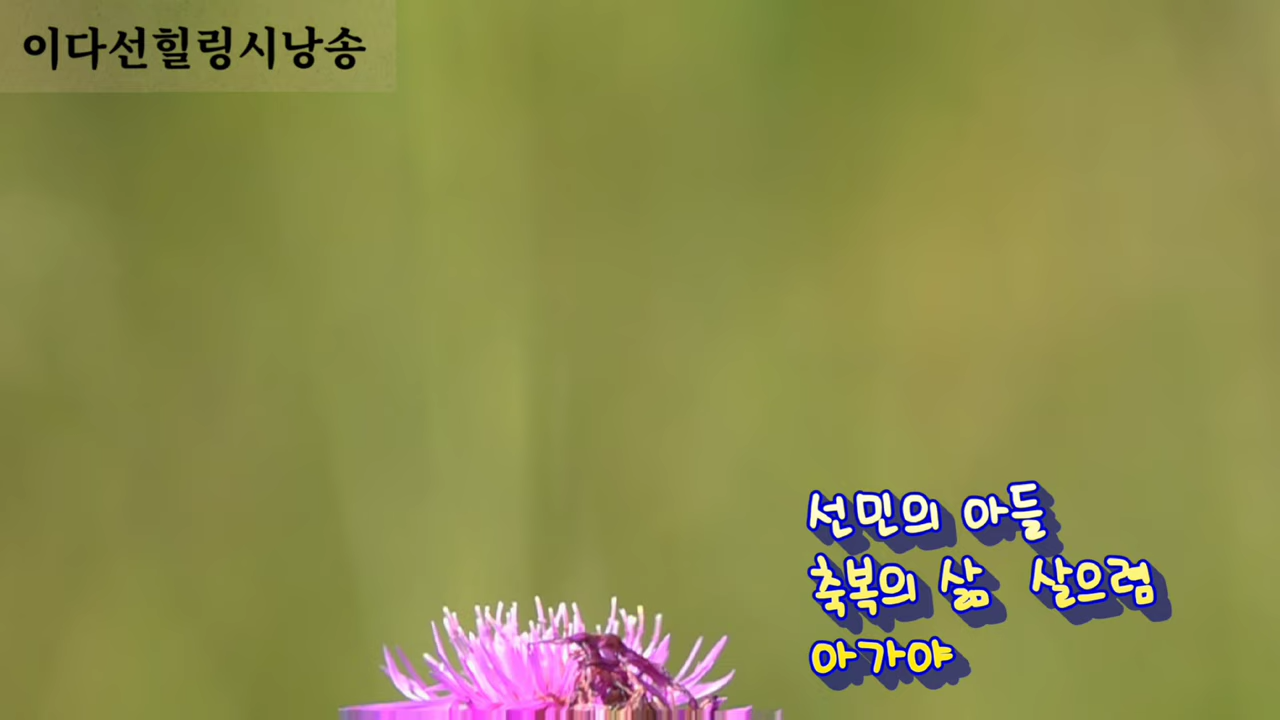 이다선힐링시낭송
선민의 아들
축복의 삶 살으렴
아가야